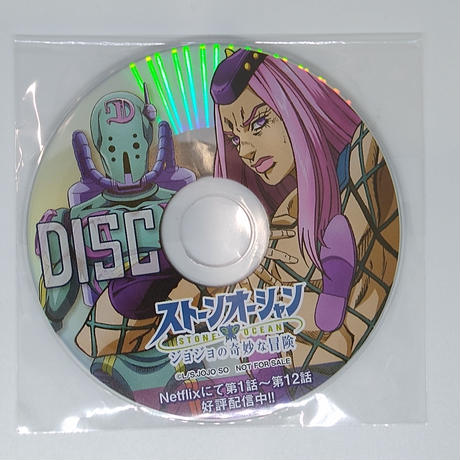 DISC
ストーンオーシャン
STONE OCEAN
ジョジョの奇妙な冒険
©L/S,JOJO SO NOT FOR SALE
Netflixにて第1話～第12話
好評配信中!!